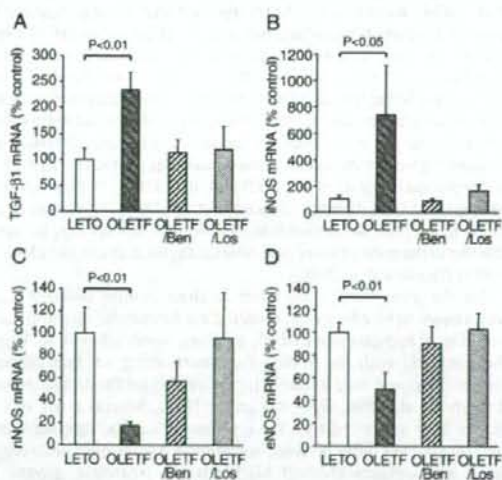 A
P<0.01
TGF-β1 mRNA (% control)
300
250
200
150
100
50
0
LETO OLETF OLETF OLETF
/Ben /Los
B
P<0.05
iNOS mRNA (% control)
1200
1000
800
600
400
200
0
LETO OLETF OLETF OLETF
/Ben /Los
C
P<0.01
nNOS mRNA (% control)
140
120
100
80
60
40
20
0
LETO OLETF OLETF OLETF
/Ben /Los
D
P<0.01
eNOS mRNA (% control)
140
120
100
80
60
40
20
0
LETO OLETF OLETF OLETF
/Ben /Los